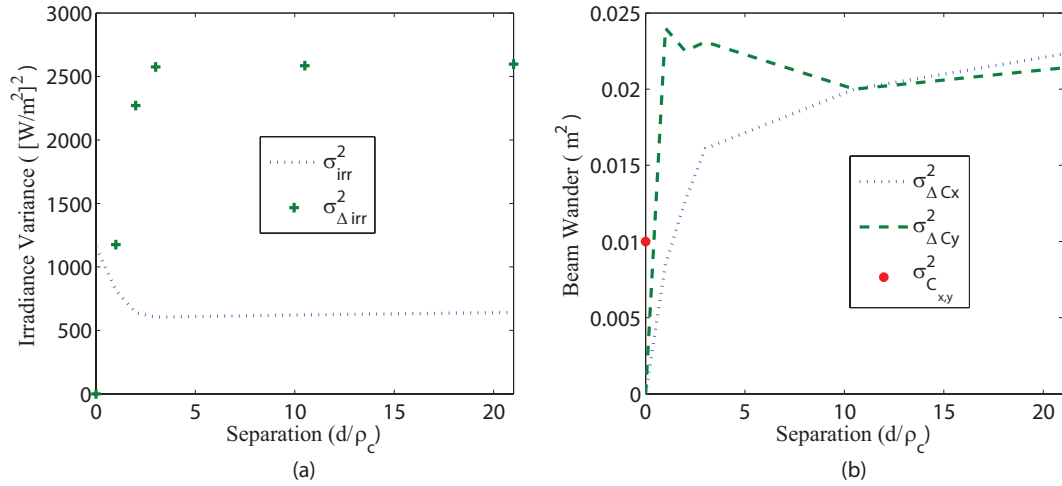 3000
2500
2000
1500
1000
500
0
Irradiance Variance ( [W/m²]²)
σ²irr
σ²Δ irr
0 5 10 15 20
Separation (d/ρc)
(a)
0.025
0.02
0.015
0.01
0.005
0
Beam Wander ( m²)
σ²Δ Cx
σ²Δ Cy
σ²Cx,y
0 5 10 15 20
Separation (d/ρc)
(b)